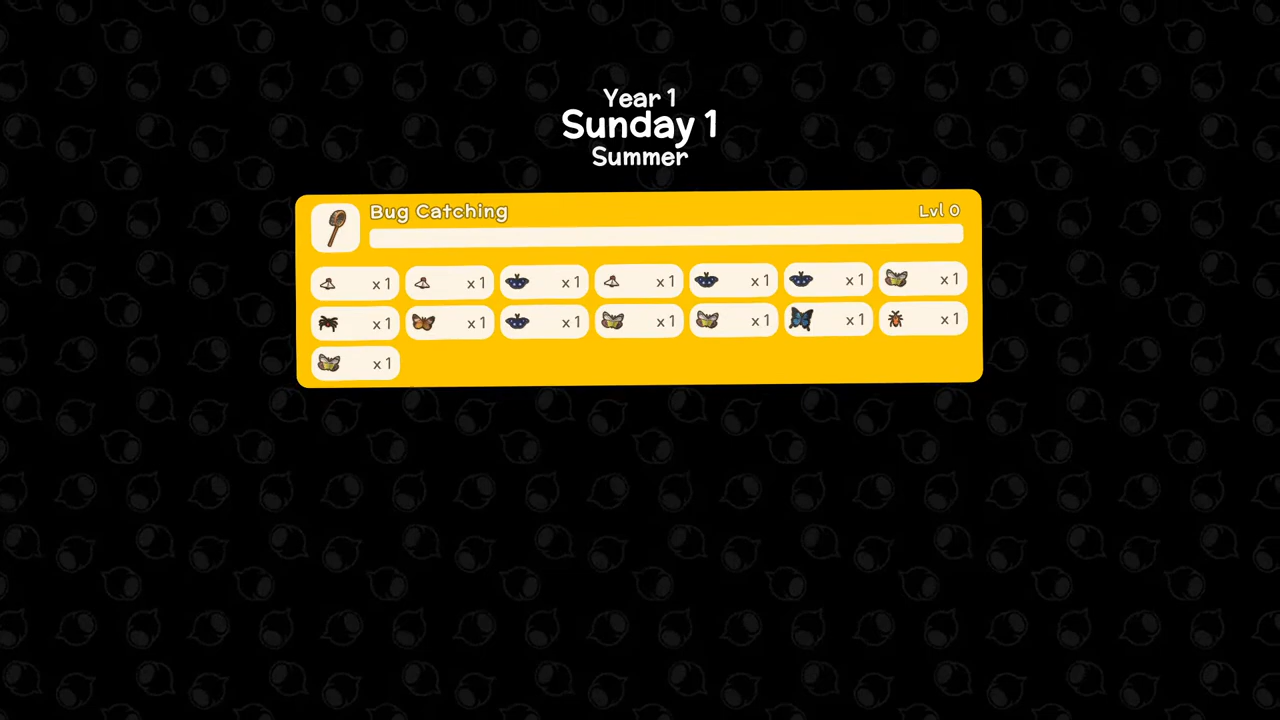 Year 1
Sunday 1
Summer
Bug Catching Lvl 0
x 1 x 1 x 1 x 1 x 1 x 1 x 1
x 1 x 1 x 1 x 1 x 1 x 1 x 1
x 1